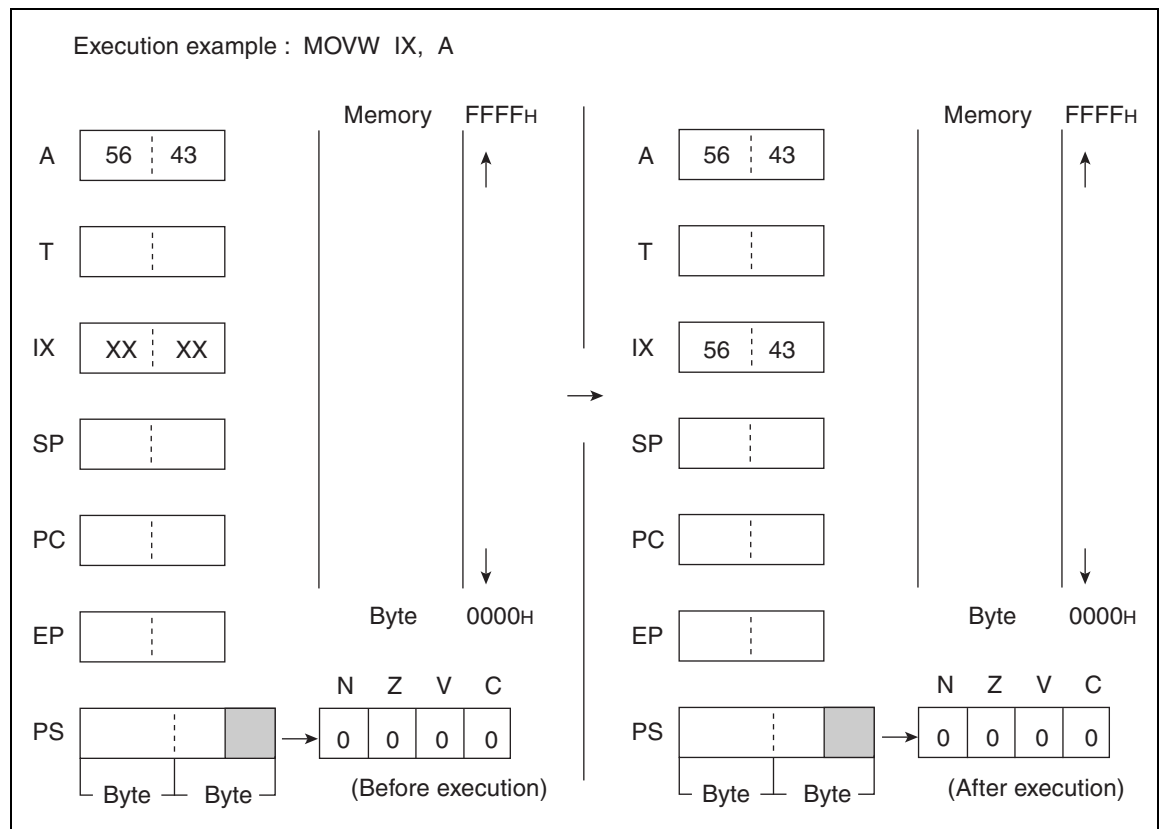 Execution example : MOVW IX, A
Memory FFFFH
A 56 43
T
IX XX XX
SP
PC
Byte 0000H
EP
N Z V C
PS 0 0 0 0
Byte Byte (Before execution)
Memory FFFFH
A 56 43
T
IX 56 43
SP
PC
Byte 0000H
EP
N Z V C
PS 0 0 0 0
Byte Byte (After execution)